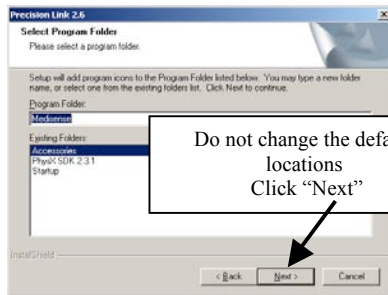 Precision Link 2.6
Select Program Folder
Please select a program folder.
Setup will add program icons to the Program Folder listed below. You may type a new folder
name, or select one from the existing folders list. Click Next to continue.
Program Folder:
Medisense
Existing Folders:
Accessories
PhysX SDK 2.3.1
Startup
Do not change the defa
locations
Click “Next”
InstallShield
< Back
Next >
Cancel